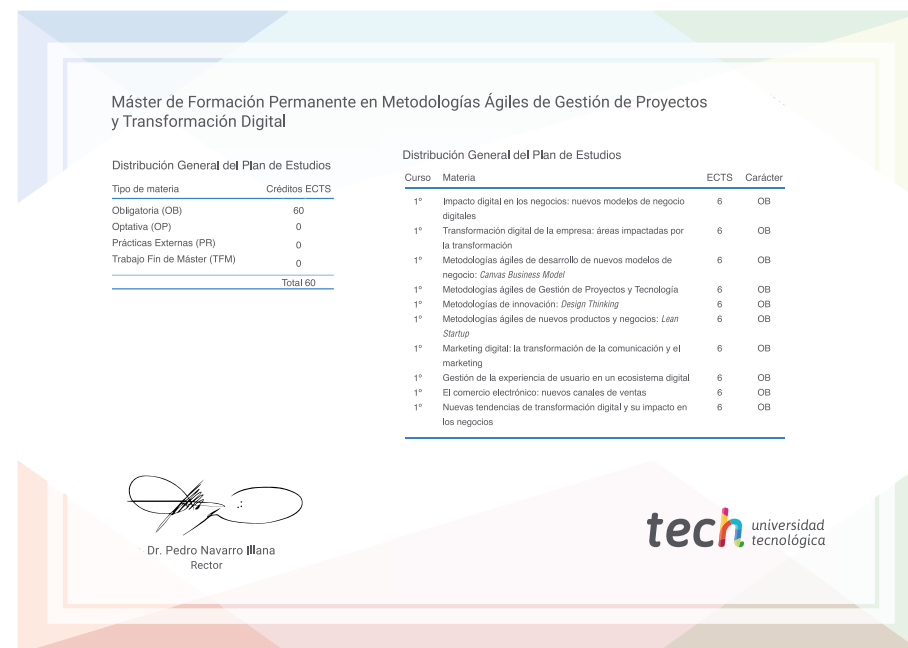 Máster de Formación Permanente en Metodologías Ágiles de Gestión de Proyectos
y Transformación Digital
Distribución General del Plan de Estudios
Tipo de materia Créditos ECTS
Obligatoria (OB) 60
Optativa (OP) 0
Prácticas Externas (PR) 0
Trabajo Fin de Máster (TFM) 0
Total 60
Distribución General del Plan de Estudios
Curso Materia ECTS Carácter
1º Impacto digital en los negocios: nuevos modelos de negocio 6 OB
digitales
1º Transformación digital de la empresa: áreas impactadas por 6 OB
la transformación
1º Metodologías ágiles de desarrollo de nuevos modelos de 6 OB
negocio: Canvas Business Model
1º Metodologías ágiles de Gestión de Proyectos y Tecnología 6 OB
1º Metodologías de innovación: Design Thinking 6 OB
1º Metodologías ágiles de nuevos productos y negocios: Lean 6 OB
Startup
1º Marketing digital: la transformación de la comunicación y el 6 OB
marketing
1º Gestión de la experiencia de usuario en un ecosistema digital 6 OB
1º El comercio electrónico: nuevos canales de ventas 6 OB
1º Nuevas tendencias de transformación digital y su impacto en 6 OB
los negocios
Dr. Pedro Navarro Illana
Rector
tech universidad
tecnológica